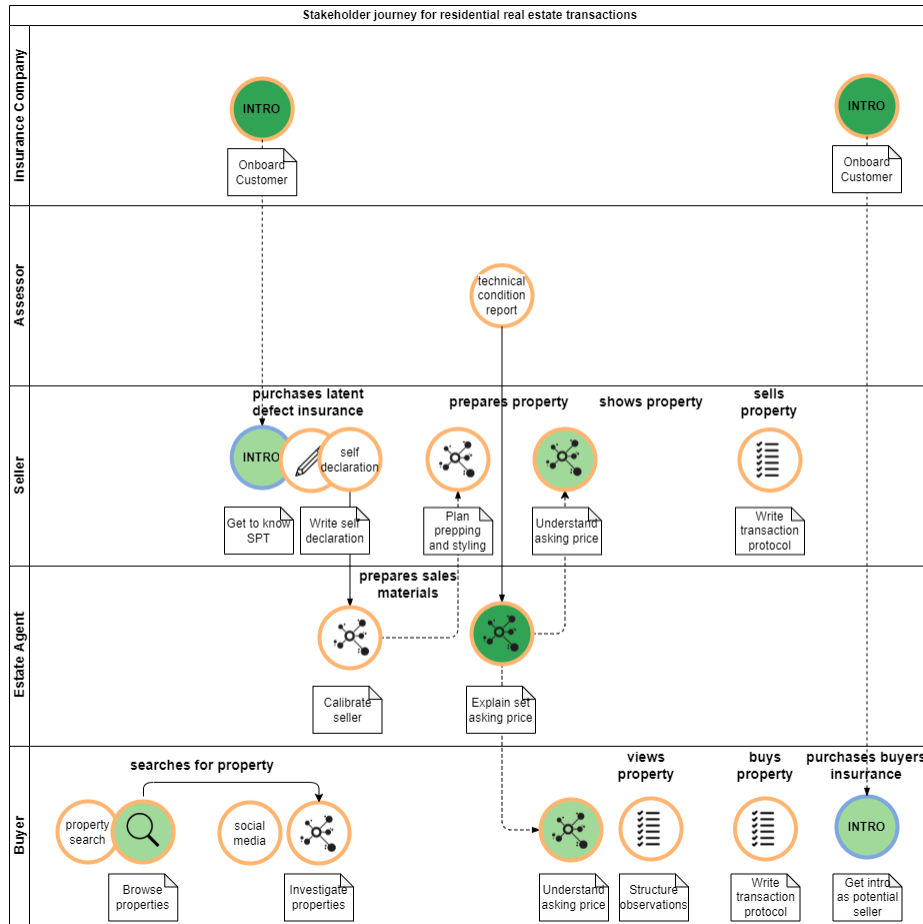 Stakeholder journey for residential real estate transactions
Insurance Company
INTRO
INTRO
Onboard
Customer
Onboard
Customer
Assessor
technical
condition
report
Seller
purchases latent
defect insurance
prepares property
shows property
sells
property
INTRO
self
declaration
Get to know
SPT
Write self
declaration
Plan
prepping
and styling
Understand
asking price
Write
transaction
protocol
Estate Agent
prepares sales
materials
Calibrate
seller
Explain set
asking price
Buyer
searches for property
views
property
buys
property
purchases buyers
insurrance
property
search
social
media
INTRO
Browse
properties
Investigate
properties
Understand
asking price
Structure
observations
Write
transaction
protocol
Get intro
as potential
seller